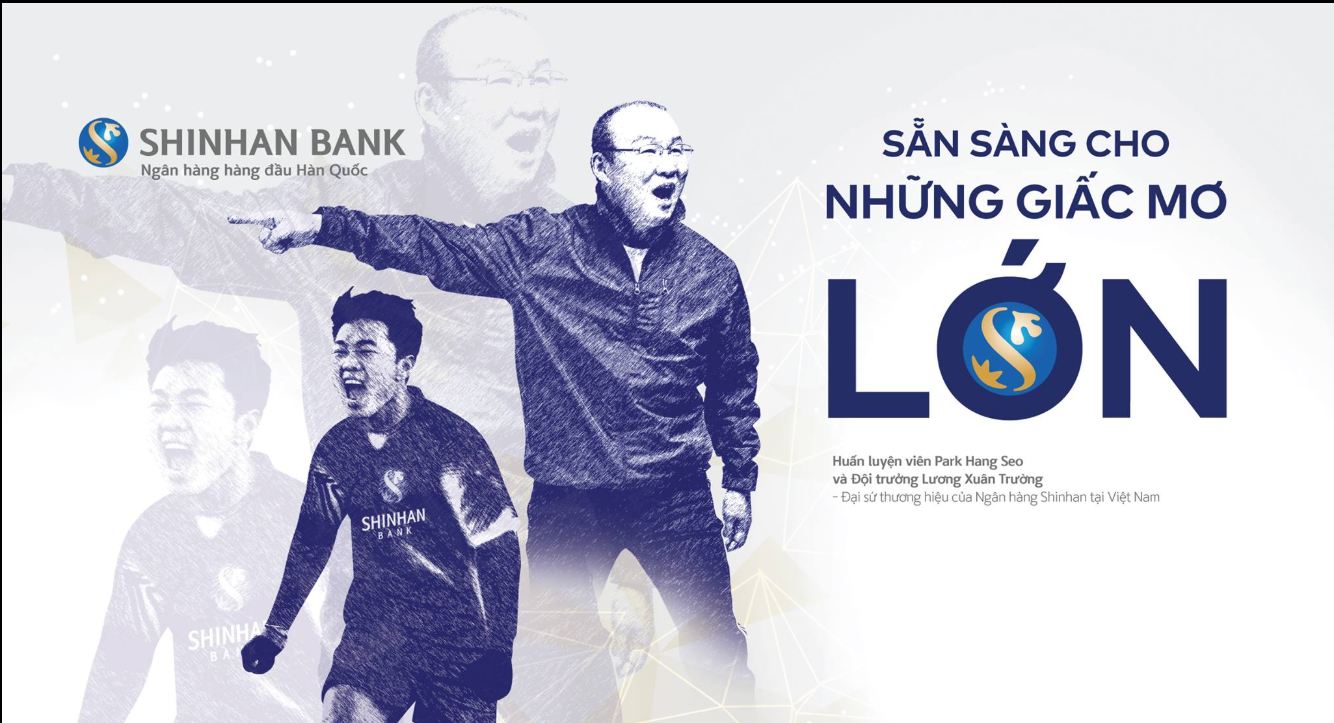 SHINHAN BANK
Ngân hàng hàng đầu Hàn Quốc
SẴN SÀNG CHO
NHỮNG GIẤC MƠ
LỚN
Huấn luyện viên Park Hang Seo
và Đội trưởng Lương Xuân Trường
- Đại sứ thương hiệu của Ngân hàng Shinhan tại Việt Nam
SHINHAN
BANK
SHINHA
BA